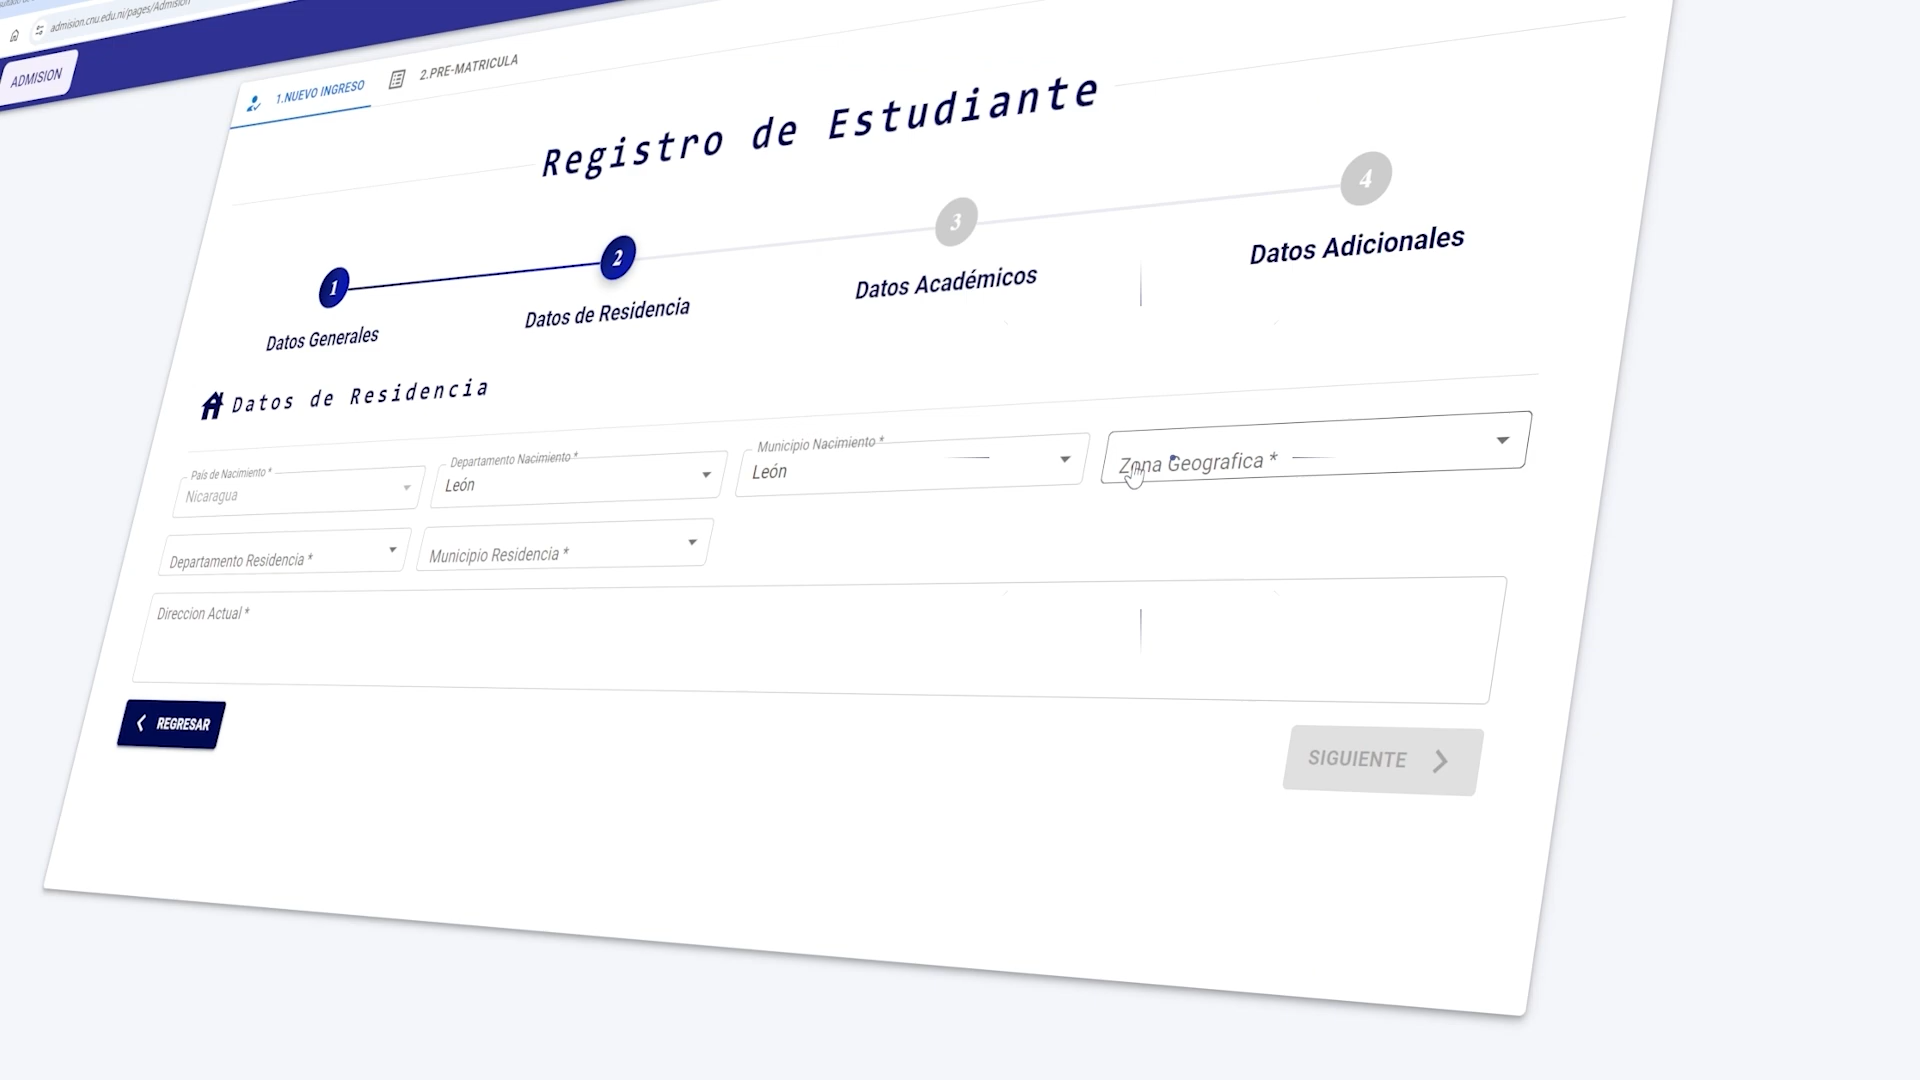 admision.cnu.edu.ni/pages/Admision
ADMISION
1.NUEVO INGRESO
2.PRE-MATRICULA
Registro de Estudiante
1
2
3
4
Datos Generales
Datos de Residencia
Datos Académicos
Datos Adicionales
Datos de Residencia
País de Nacimiento *
Departamento Nacimiento *
Municipio Nacimiento *
Nicaragua
León
León
Zona Geografica *
Departamento Residencia *
Municipio Residencia *
Direccion Actual *
REGRESAR
SIGUIENTE